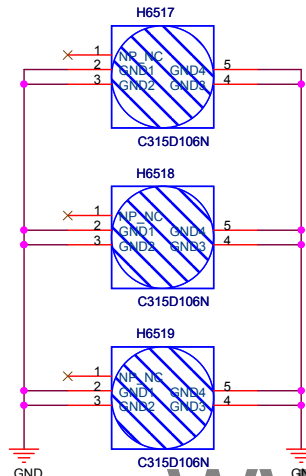 H6517
1 NP_NC
2 GND1 GND4 5
3 GND2 GND3 4
C315D106N
H6518
1 NP_NC
2 GND1 GND4 5
3 GND2 GND3 4
C315D106N
H6519
1 NP_NC
2 GND1 GND4 5
3 GND2 GND3 4
C315D106N
GND